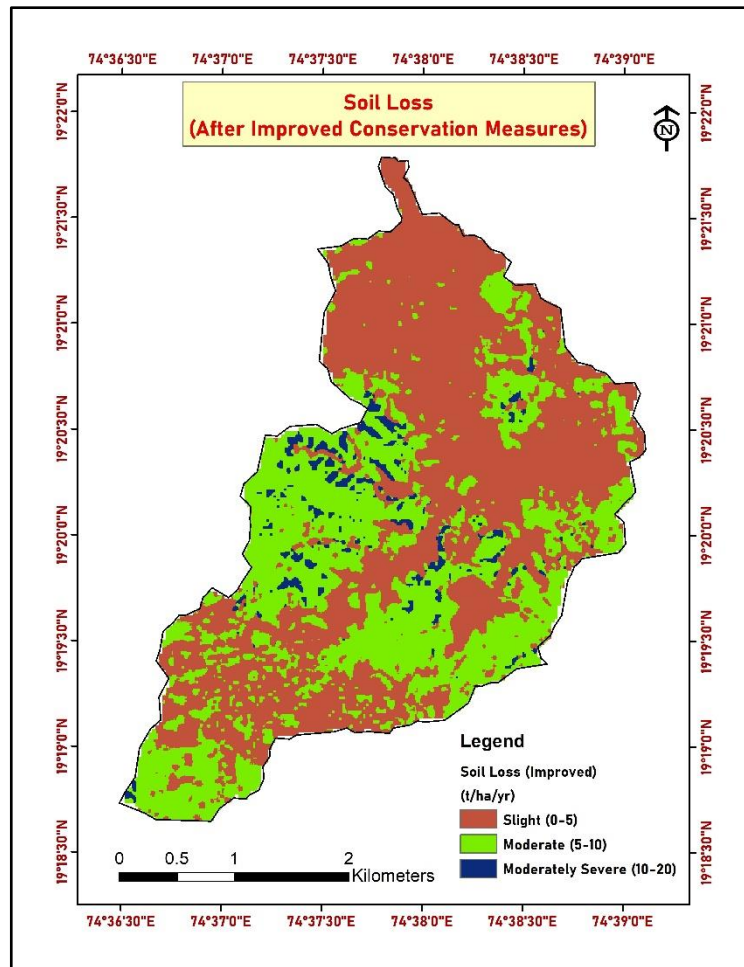 74°36'30"E 74°37'0"E 74°37'30"E 74°38'0"E 74°38'30"E 74°39'0"E
Soil Loss
(After Improved Conservation Measures)
N
19°22'0"N
19°21'30"N
19°21'0"N
19°20'30"N
19°20'0"N
19°19'30"N
19°19'0"N
19°18'30"N
19°22'0"N
19°21'30"N
19°21'0"N
19°20'30"N
19°20'0"N
19°19'30"N
19°19'0"N
19°18'30"N
Legend
Soil Loss (Improved)
(t/ha/yr)
Slight (0-5)
Moderate (5-10)
Moderately Severe (10-20)
0 0.5 1 2
Kilometers
74°36'30"E 74°37'0"E 74°37'30"E 74°38'0"E 74°38'30"E 74°39'0"E